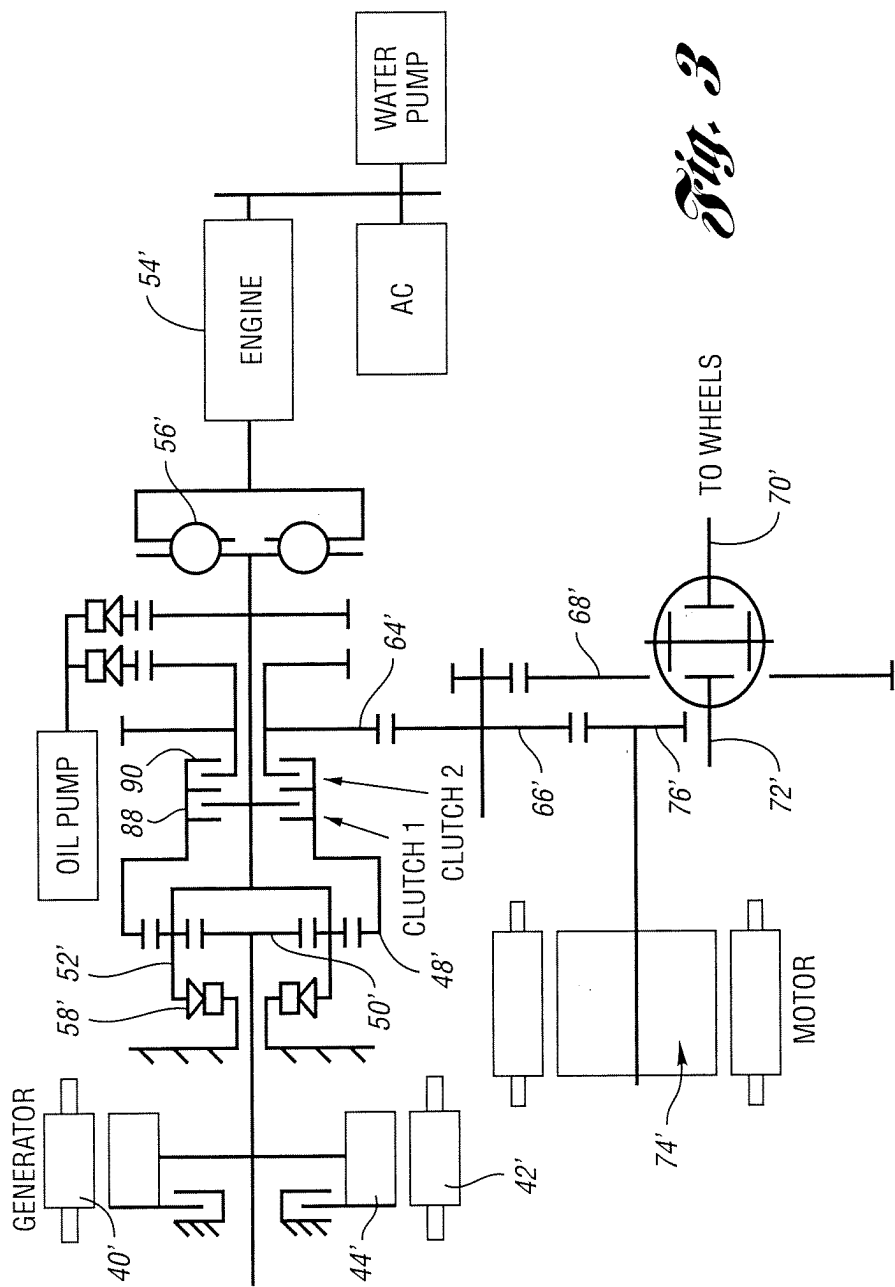 GENERATOR
40'
44'
42'
OIL PUMP
88
90
52'
58'
50'
48'
CLUTCH 1
CLUTCH 2
56'
54'
ENGINE
AC
WATER
PUMP
64'
66'
68'
76'
72'
70'
TO WHEELS
74'
MOTOR
Fig. 3